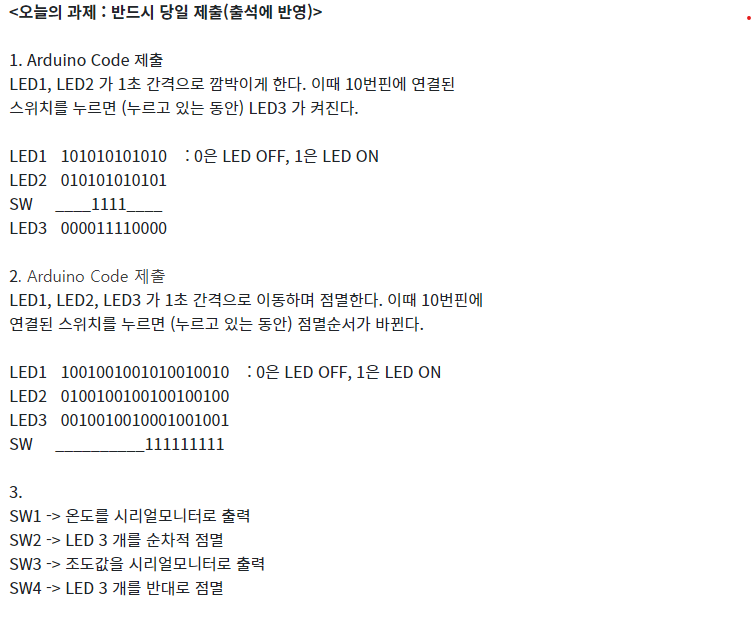 <오늘의 과제 : 반드시 당일 제출(출석에 반영)>
1. Arduino Code 제출
LED1, LED2 가 1초 간격으로 깜박이게 한다. 이때 10번핀에 연결된
스위치를 누르면 (누르고 있는 동안) LED3 가 켜진다.
LED1 101010101010 : 0은 LED OFF, 1은 LED ON
LED2 010101010101
SW ____1111____
LED3 000011110000
2. Arduino Code 제출
LED1, LED2, LED3 가 1초 간격으로 이동하며 점멸한다. 이때 10번핀에
연결된 스위치를 누르면 (누르고 있는 동안) 점멸순서가 바뀐다.
LED1 1001001001010010010 : 0은 LED OFF, 1은 LED ON
LED2 0100100100100100100
LED3 0010010010001001001
SW __________111111111
3.
SW1 -> 온도를 시리얼모니터로 출력
SW2 -> LED 3 개를 순차적 점멸
SW3 -> 조도값을 시리얼모니터로 출력
SW4 -> LED 3 개를 반대로 점멸